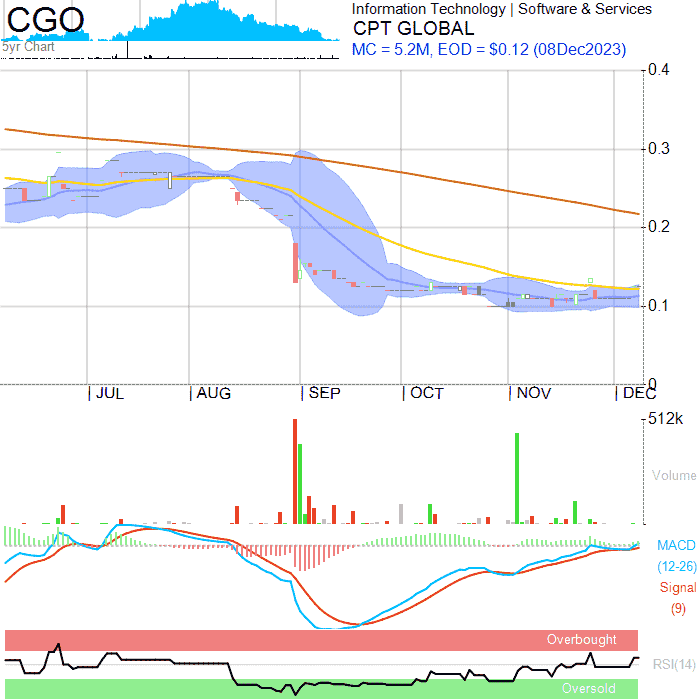 CGO
5yr Chart
Information Technology | Software & Services
CPT GLOBAL
MC = 5.2M, EOD = $0.12 (08Dec2023)
0.4
0.3
0.2
0.1
0
JUL AUG SEP OCT NOV DEC
512k
Volume
MACD
(12-26)
Signal
(9)
Overbought
RSI(14)
Oversold